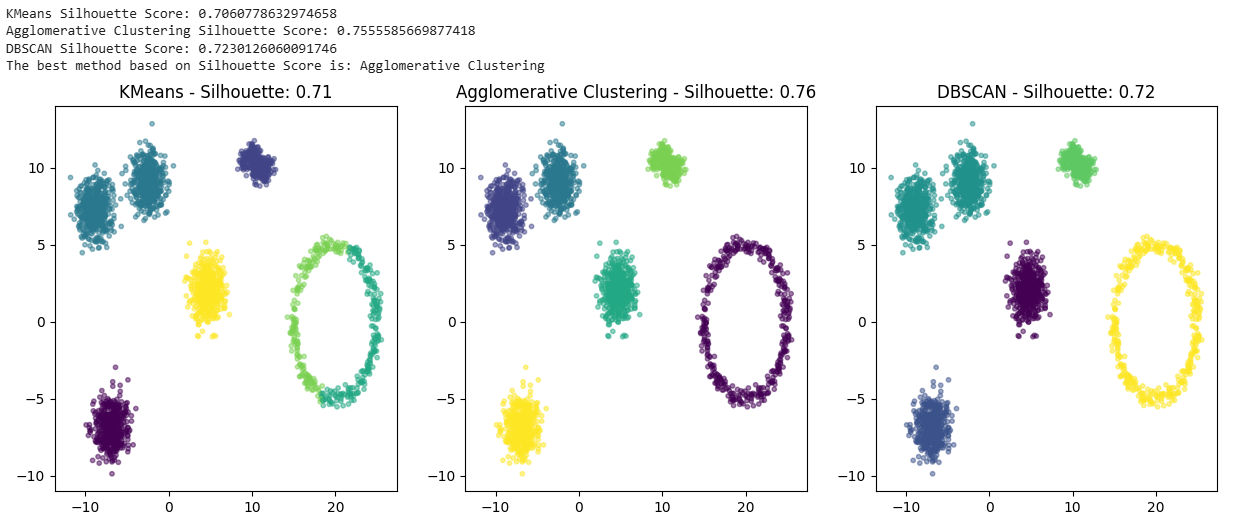 KMeans Silhouette Score: 0.7060778632974658
Agglomerative Clustering Silhouette Score: 0.7555585669877418
DBSCAN Silhouette Score: 0.7230126060091746
The best method based on Silhouette Score is: Agglomerative Clustering
KMeans - Silhouette: 0.71
10
5
0
−5
−10
−10 0 10 20
Agglomerative Clustering - Silhouette: 0.76
10
5
0
−5
−10
−10 0 10 20
DBSCAN - Silhouette: 0.72
10
5
0
−5
−10
−10 0 10 20